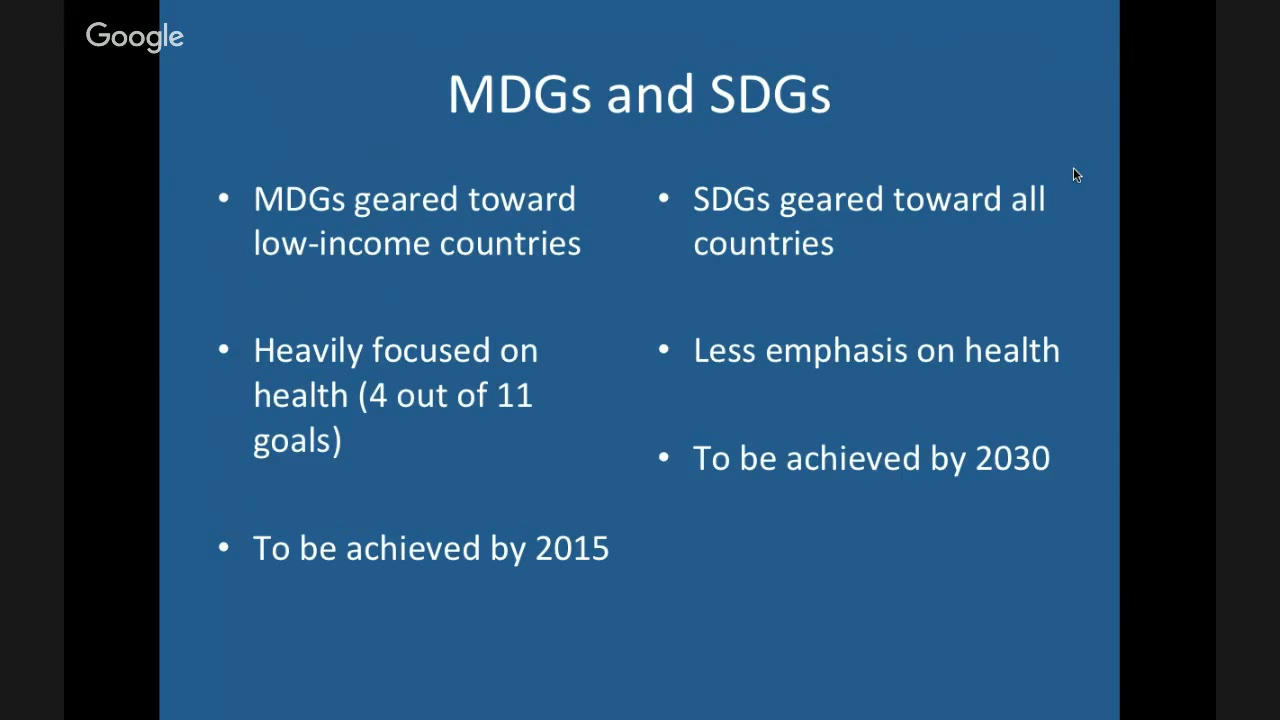 Google
MDGs and SDGs
• MDGs geared toward
low-income countries
• Heavily focused on
health (4 out of 11
goals)
• To be achieved by 2015
• SDGs geared toward all
countries
• Less emphasis on health
• To be achieved by 2030